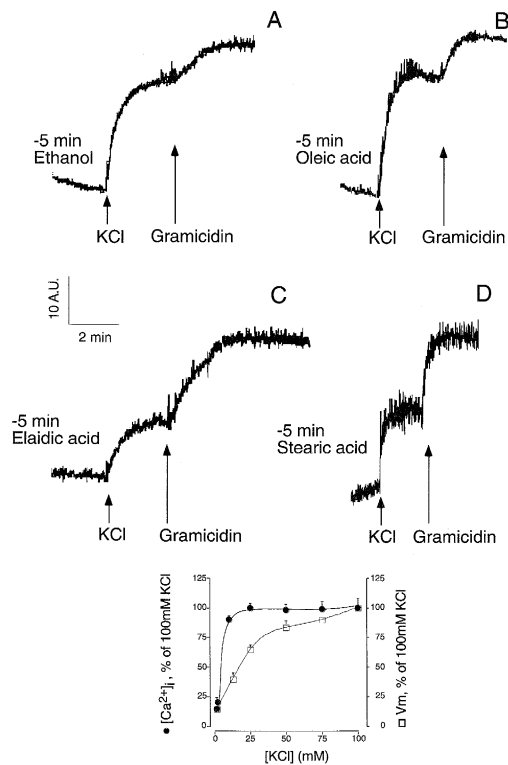 A
-5 min
Ethanol
KCl
Gramicidin
B
-5 min
Oleic acid
KCl
Gramicidin
10 A.U.
2 min
C
-5 min
Elaidic acid
KCl
Gramicidin
D
-5 min
Stearic acid
KCl
Gramicidin
● [Ca2+]i , % of 100mM KCl
125
100
75
50
25
0
0 25 50 75 100
[KCl] (mM)
125
100
75
50
25
0
□ Vm, % of 100mM KCl